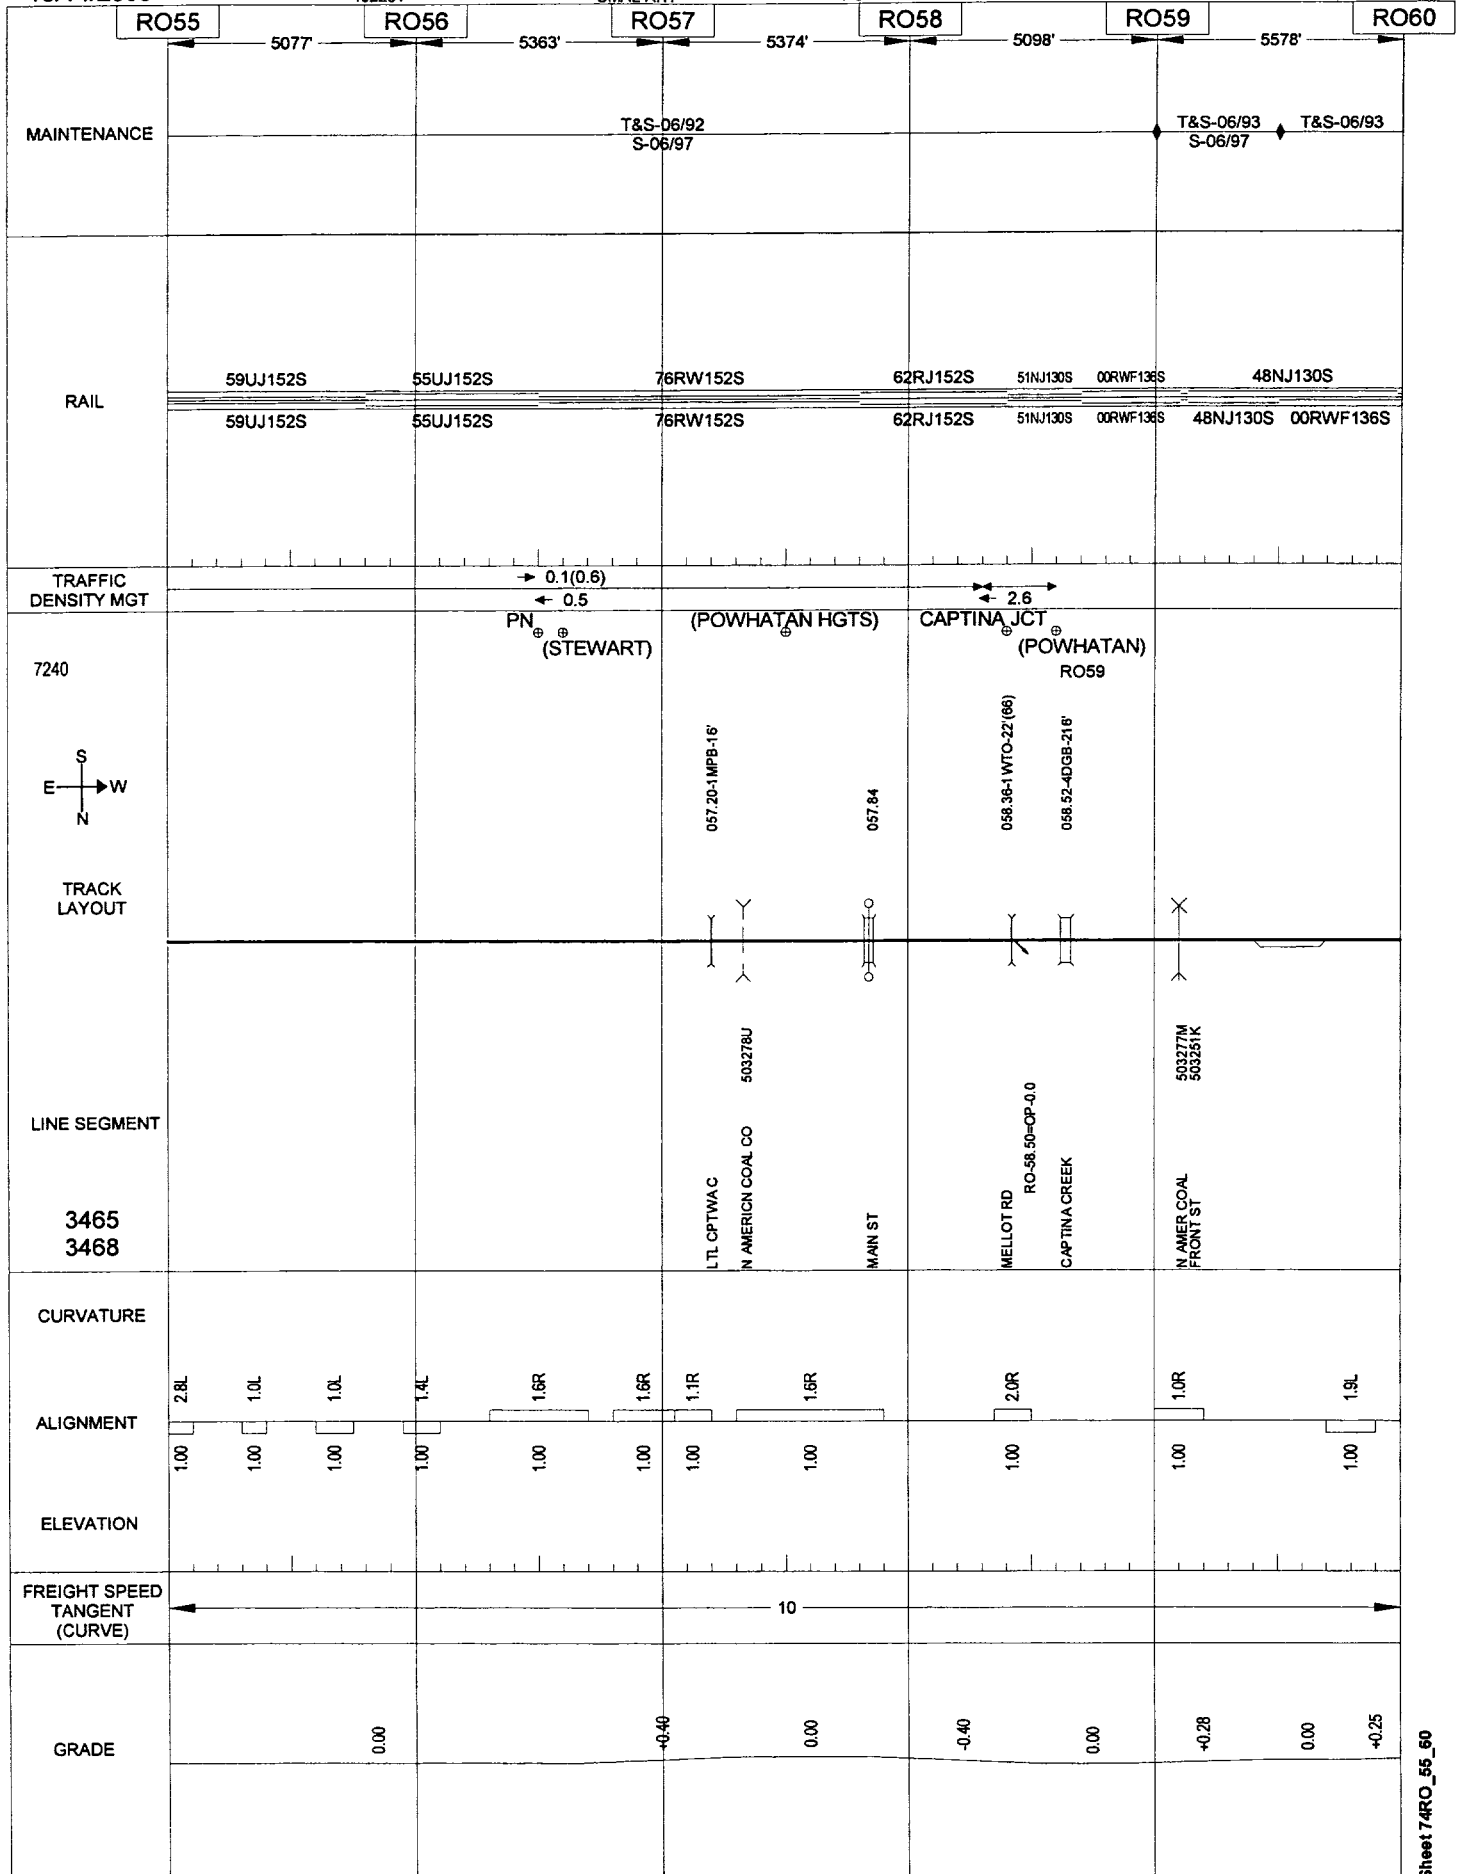 RO55 RO56 RO57 RO58 RO59 RO60
5077' 5363' 5374' 5098' 5578'
MAINTENANCE
T&S-06/92 T&S-06/93 T&S-06/93
S-06/97 S-06/97
RAIL
59UJ152S 55UJ152S 76RW152S 62RJ152S 51NJ130S 00RWF136S 48NJ130S
59UJ152S 55UJ152S 76RW152S 62RJ152S 51NJ130S 00RWF136S 48NJ130S 00RWF136S
TRAFFIC
DENSITY MGT
0.1(0.6)
0.5 2.6
PN (POWHATAN HGTS) CAPTINA JCT
(STEWART) (POWHATAN)
7240 RO59
S
E W
N
057.20-1 MPB-16'
057.84
058.36-1 WTO-22'(66)
058.52-4DGB-216'
TRACK
LAYOUT
LINE SEGMENT
3465
3468
LTL CPTWA C
N AMERICN COAL CO 503278U
MAIN ST
MELLOT RD
RO-58.50=OP-0.0
CAPTINA CREEK
N AMER COAL 503277M
FRONT ST 503251K
CURVATURE
2.8L 1.0L 1.0L 1.4L 1.6R 1.6R 1.1R 1.6R 2.0R 1.0R 1.9L
ALIGNMENT
1.00 1.00 1.00 1.00 1.00 1.00 1.00 1.00 1.00 1.00 1.00
ELEVATION
FREIGHT SPEED
TANGENT
(CURVE)
10
GRADE
0.00 +0.40 0.00 -0.40 0.00 +0.28 0.00 +0.25
Sheet 74RO_55_60